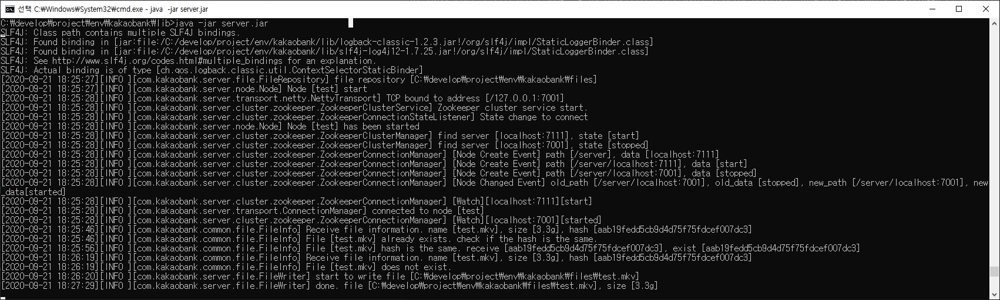 선택 C:₩Windows₩System32₩cmd.exe - java  -jar server.jar
C:₩develop₩project₩env₩kakaobank₩lib>java -jar server.jar
SLF4J: Class path contains multiple SLF4J bindings.
SLF4J: Found binding in [jar:file:/C:/develop/project/env/kakaobank/lib/logback-classic-1.2.3.jar!/org/slf4j/impl/StaticLoggerBinder.class]
SLF4J: Found binding in [jar:file:/C:/develop/project/env/kakaobank/lib/slf4j-log4j12-1.7.25.jar!/org/slf4j/impl/StaticLoggerBinder.class]
SLF4J: See http://www.slf4j.org/codes.html#multiple_bindings for an explanation.
SLF4J: Actual binding is of type [ch.qos.logback.classic.util.ContextSelectorStaticBinder]
[2020-09-21 18:25:27][INFO ][com.kakaobank.server.file.FileRepository] file repository [C:₩develop₩project₩env₩kakaobank₩files]
[2020-09-21 18:25:27][INFO ][com.kakaobank.server.node.Node] Node [test] start
[2020-09-21 18:25:28][INFO ][com.kakaobank.server.transport.netty.NettyTransport] TCP bound to address [/127.0.0.1:7001]
[2020-09-21 18:25:28][INFO ][com.kakaobank.server.cluster.zookeeper.ZookeeperClusterService] Zookeeper cluster service start.
[2020-09-21 18:25:28][INFO ][com.kakaobank.server.cluster.zookeeper.ZookeeperConnectionStateListener] State change to connect
[2020-09-21 18:25:28][INFO ][com.kakaobank.server.node.Node] Node [test] has been started
[2020-09-21 18:25:28][INFO ][com.kakaobank.server.cluster.zookeeper.ZookeeperClusterManager] find server [localhost:7111], state [start]
[2020-09-21 18:25:28][INFO ][com.kakaobank.server.cluster.zookeeper.ZookeeperClusterManager] find server [localhost:7001], state [stopped]
[2020-09-21 18:25:28][INFO ][com.kakaobank.server.cluster.zookeeper.ZookeeperConnectionManager] [Node Create Event] path [/server], data [localhost:7111]
[2020-09-21 18:25:28][INFO ][com.kakaobank.server.cluster.zookeeper.ZookeeperConnectionManager] [Node Create Event] path [/server/localhost:7111], data [start]
[2020-09-21 18:25:28][INFO ][com.kakaobank.server.cluster.zookeeper.ZookeeperConnectionManager] [Node Create Event] path [/server/localhost:7001], data [stopped]
[2020-09-21 18:25:28][INFO ][com.kakaobank.server.cluster.zookeeper.ZookeeperConnectionManager] [Node Changed Event] old_path [/server/localhost:7001], old_data [stopped], new_path [/server/localhost:7001], new
_data[started]
[2020-09-21 18:25:28][INFO ][com.kakaobank.server.cluster.zookeeper.ZookeeperConnectionManager] [Watch][localhost:7111][start]
[2020-09-21 18:25:28][INFO ][com.kakaobank.server.transport.ConnectionManager] connected to node [test]
[2020-09-21 18:25:28][INFO ][com.kakaobank.server.cluster.zookeeper.ZookeeperConnectionManager] [Watch][localhost:7001][started]
[2020-09-21 18:25:46][INFO ][com.kakaobank.common.file.FileInfo] Receive file information. name [test.mkv], size [3.3g], hash [aab19fedd5cb9d4d75f75fdcef007dc3]
[2020-09-21 18:25:46][INFO ][com.kakaobank.common.file.FileInfo] File [test.mkv] already exists. check if the hash is the same.
[2020-09-21 18:25:56][INFO ][com.kakaobank.common.file.FileInfo] File [test.mkv] hash is the same. receive [aab19fedd5cb9d4d75f75fdcef007dc3], exist [aab19fedd5cb9d4d75f75fdcef007dc3]
[2020-09-21 18:26:19][INFO ][com.kakaobank.common.file.FileInfo] Receive file information. name [test.mkv], size [3.3g], hash [aab19fedd5cb9d4d75f75fdcef007dc3]
[2020-09-21 18:26:19][INFO ][com.kakaobank.common.file.FileInfo] File [test.mkv] does not exist.
[2020-09-21 18:26:20][INFO ][com.kakaobank.server.file.FileWriter] start to write file [C:₩develop₩project₩env₩kakaobank₩files₩test.mkv]
[2020-09-21 18:27:29][INFO ][com.kakaobank.server.file.FileWriter] done. file [C:₩develop₩project₩env₩kakaobank₩files₩test.mkv], size [3.3g]